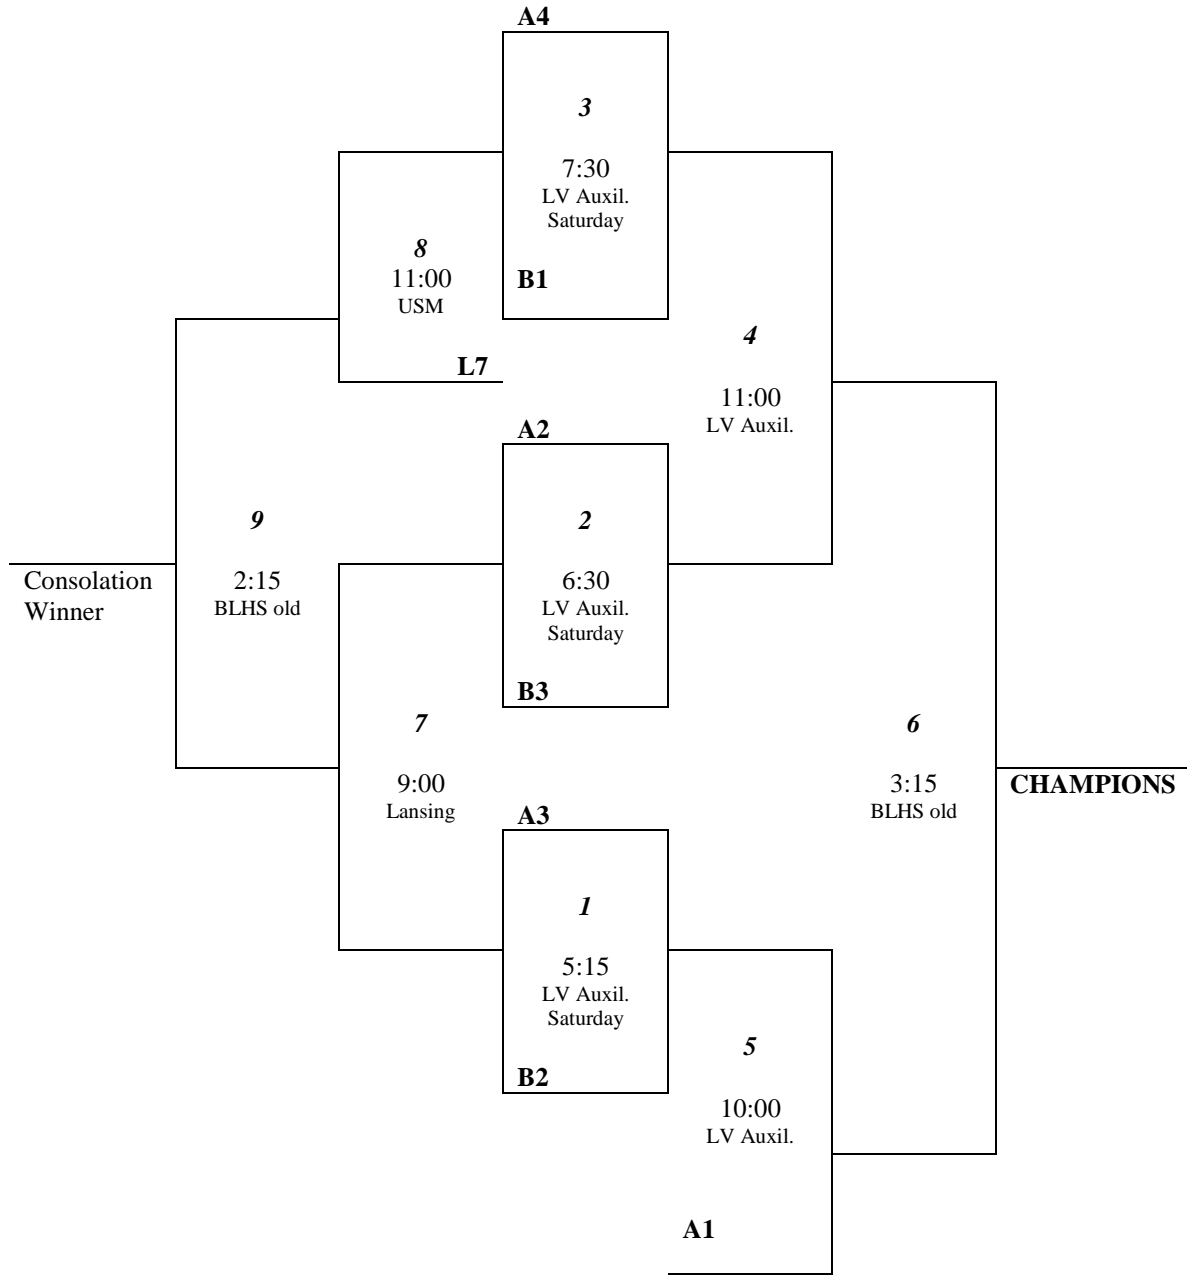 A4
3
7:30
LV Auxil.
Saturday
B1
8
11:00
USM
L7
4
11:00
LV Auxil.
A2
2
6:30
LV Auxil.
Saturday
B3
9
2:15
BLHS old
Consolation
Winner
7
9:00
Lansing
6
3:15
BLHS old
CHAMPIONS
A3
1
5:15
LV Auxil.
Saturday
B2
5
10:00
LV Auxil.
A1